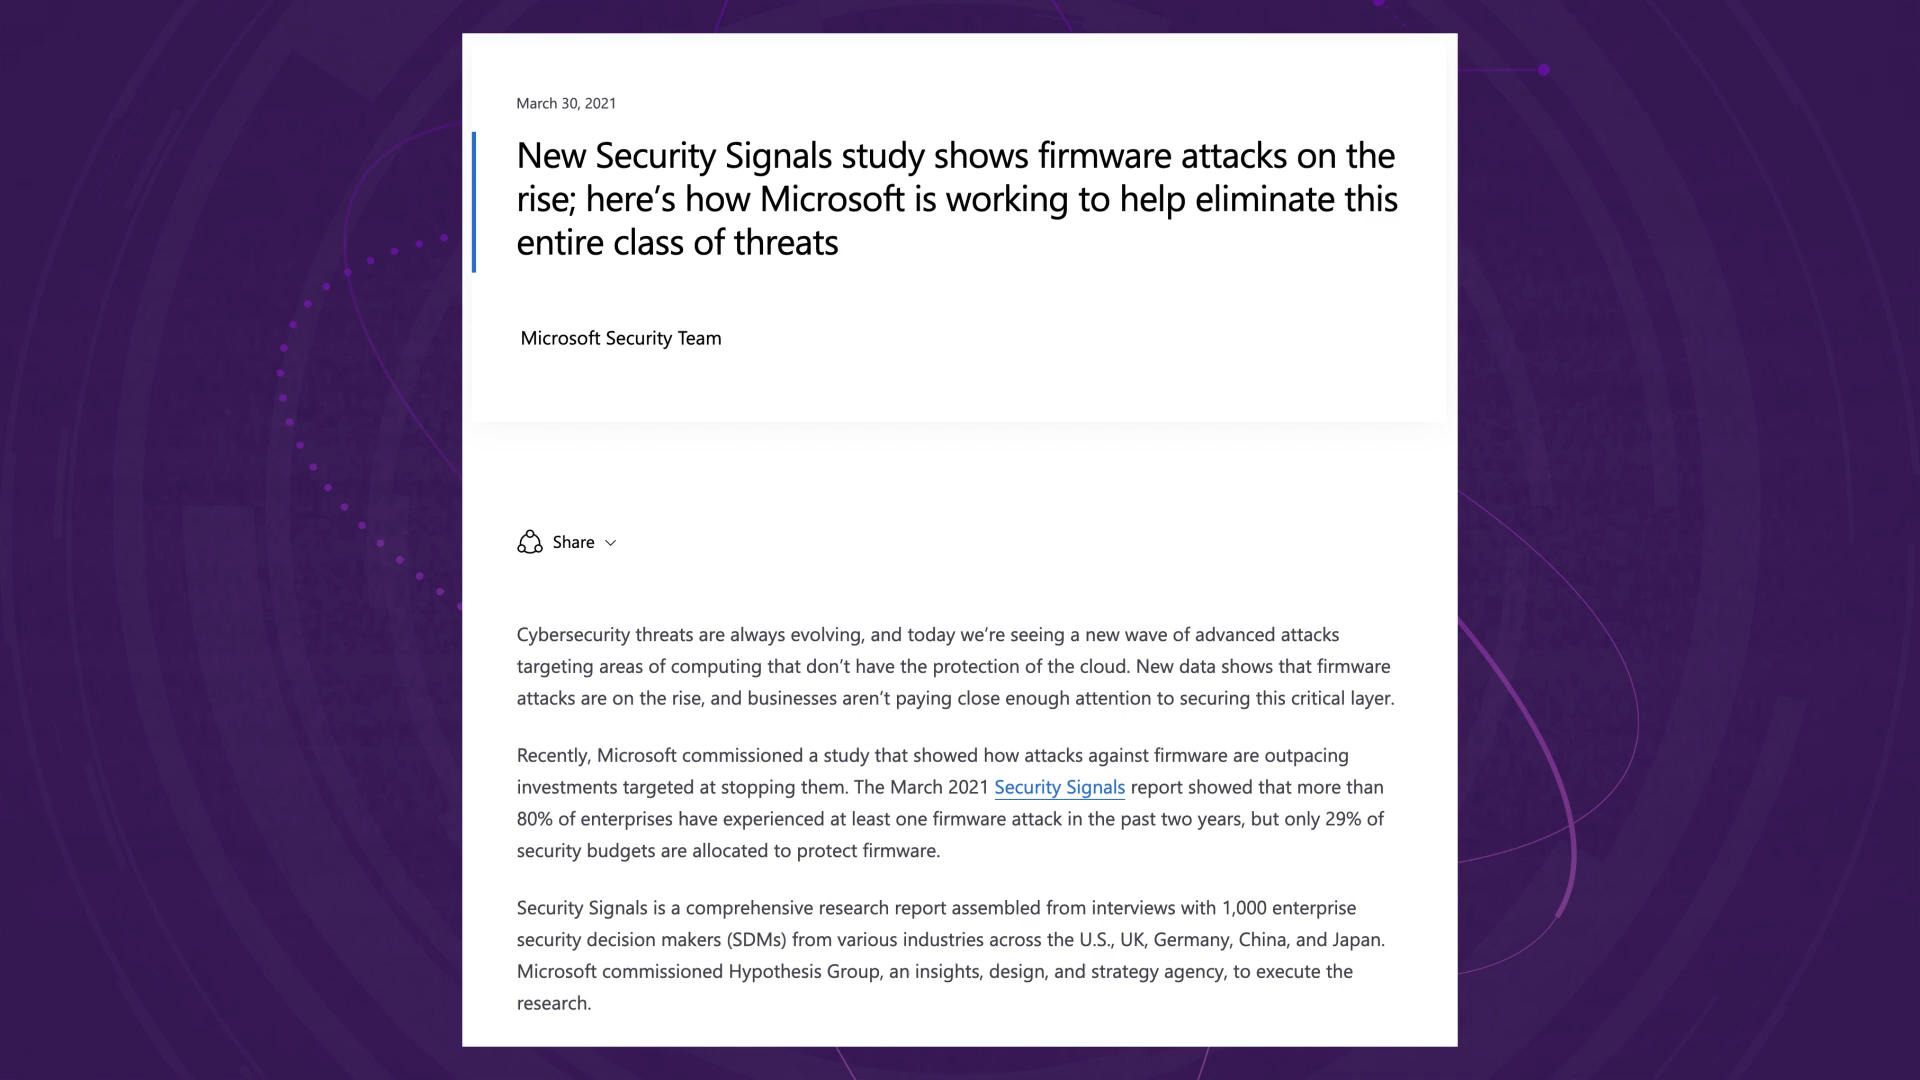 March 30, 2021
New Security Signals study shows firmware attacks on the
rise; here’s how Microsoft is working to help eliminate this
entire class of threats
Microsoft Security Team
Share
Cybersecurity threats are always evolving, and today we’re seeing a new wave of advanced attacks
targeting areas of computing that don’t have the protection of the cloud. New data shows that firmware
attacks are on the rise, and businesses aren’t paying close enough attention to securing this critical layer.
Recently, Microsoft commissioned a study that showed how attacks against firmware are outpacing
investments targeted at stopping them. The March 2021 Security Signals report showed that more than
80% of enterprises have experienced at least one firmware attack in the past two years, but only 29% of
security budgets are allocated to protect firmware.
Security Signals is a comprehensive research report assembled from interviews with 1,000 enterprise
security decision makers (SDMs) from various industries across the U.S., UK, Germany, China, and Japan.
Microsoft commissioned Hypothesis Group, an insights, design, and strategy agency, to execute the
research.